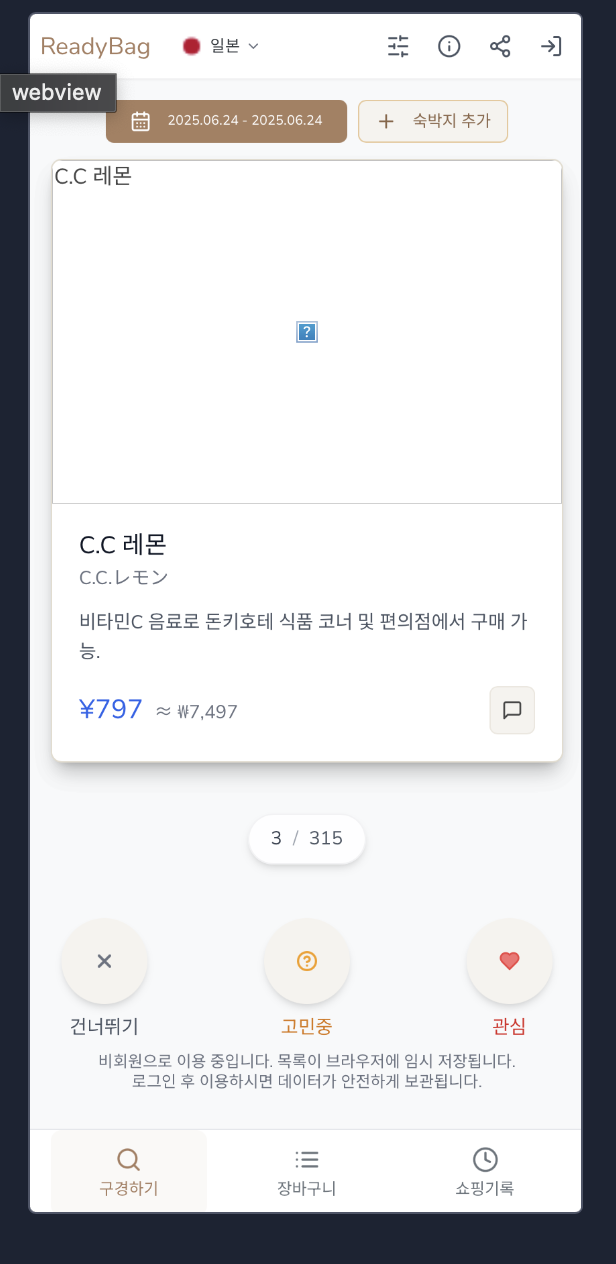 ReadyBag
일본
webview
2025.06.24 - 2025.06.24
숙박지 추가
C.C 레몬
?
C.C 레몬
C.C.レモン
비타민C 음료로 돈키호테 식품 코너 및 편의점에서 구매 가
능.
¥797 ≈ ₩7,497
3 / 315
건너뛰기
고민중
관심
비회원으로 이용 중입니다. 목록이 브라우저에 임시 저장됩니다.
로그인 후 이용하시면 데이터가 안전하게 보관됩니다.
구경하기
장바구니
쇼핑기록